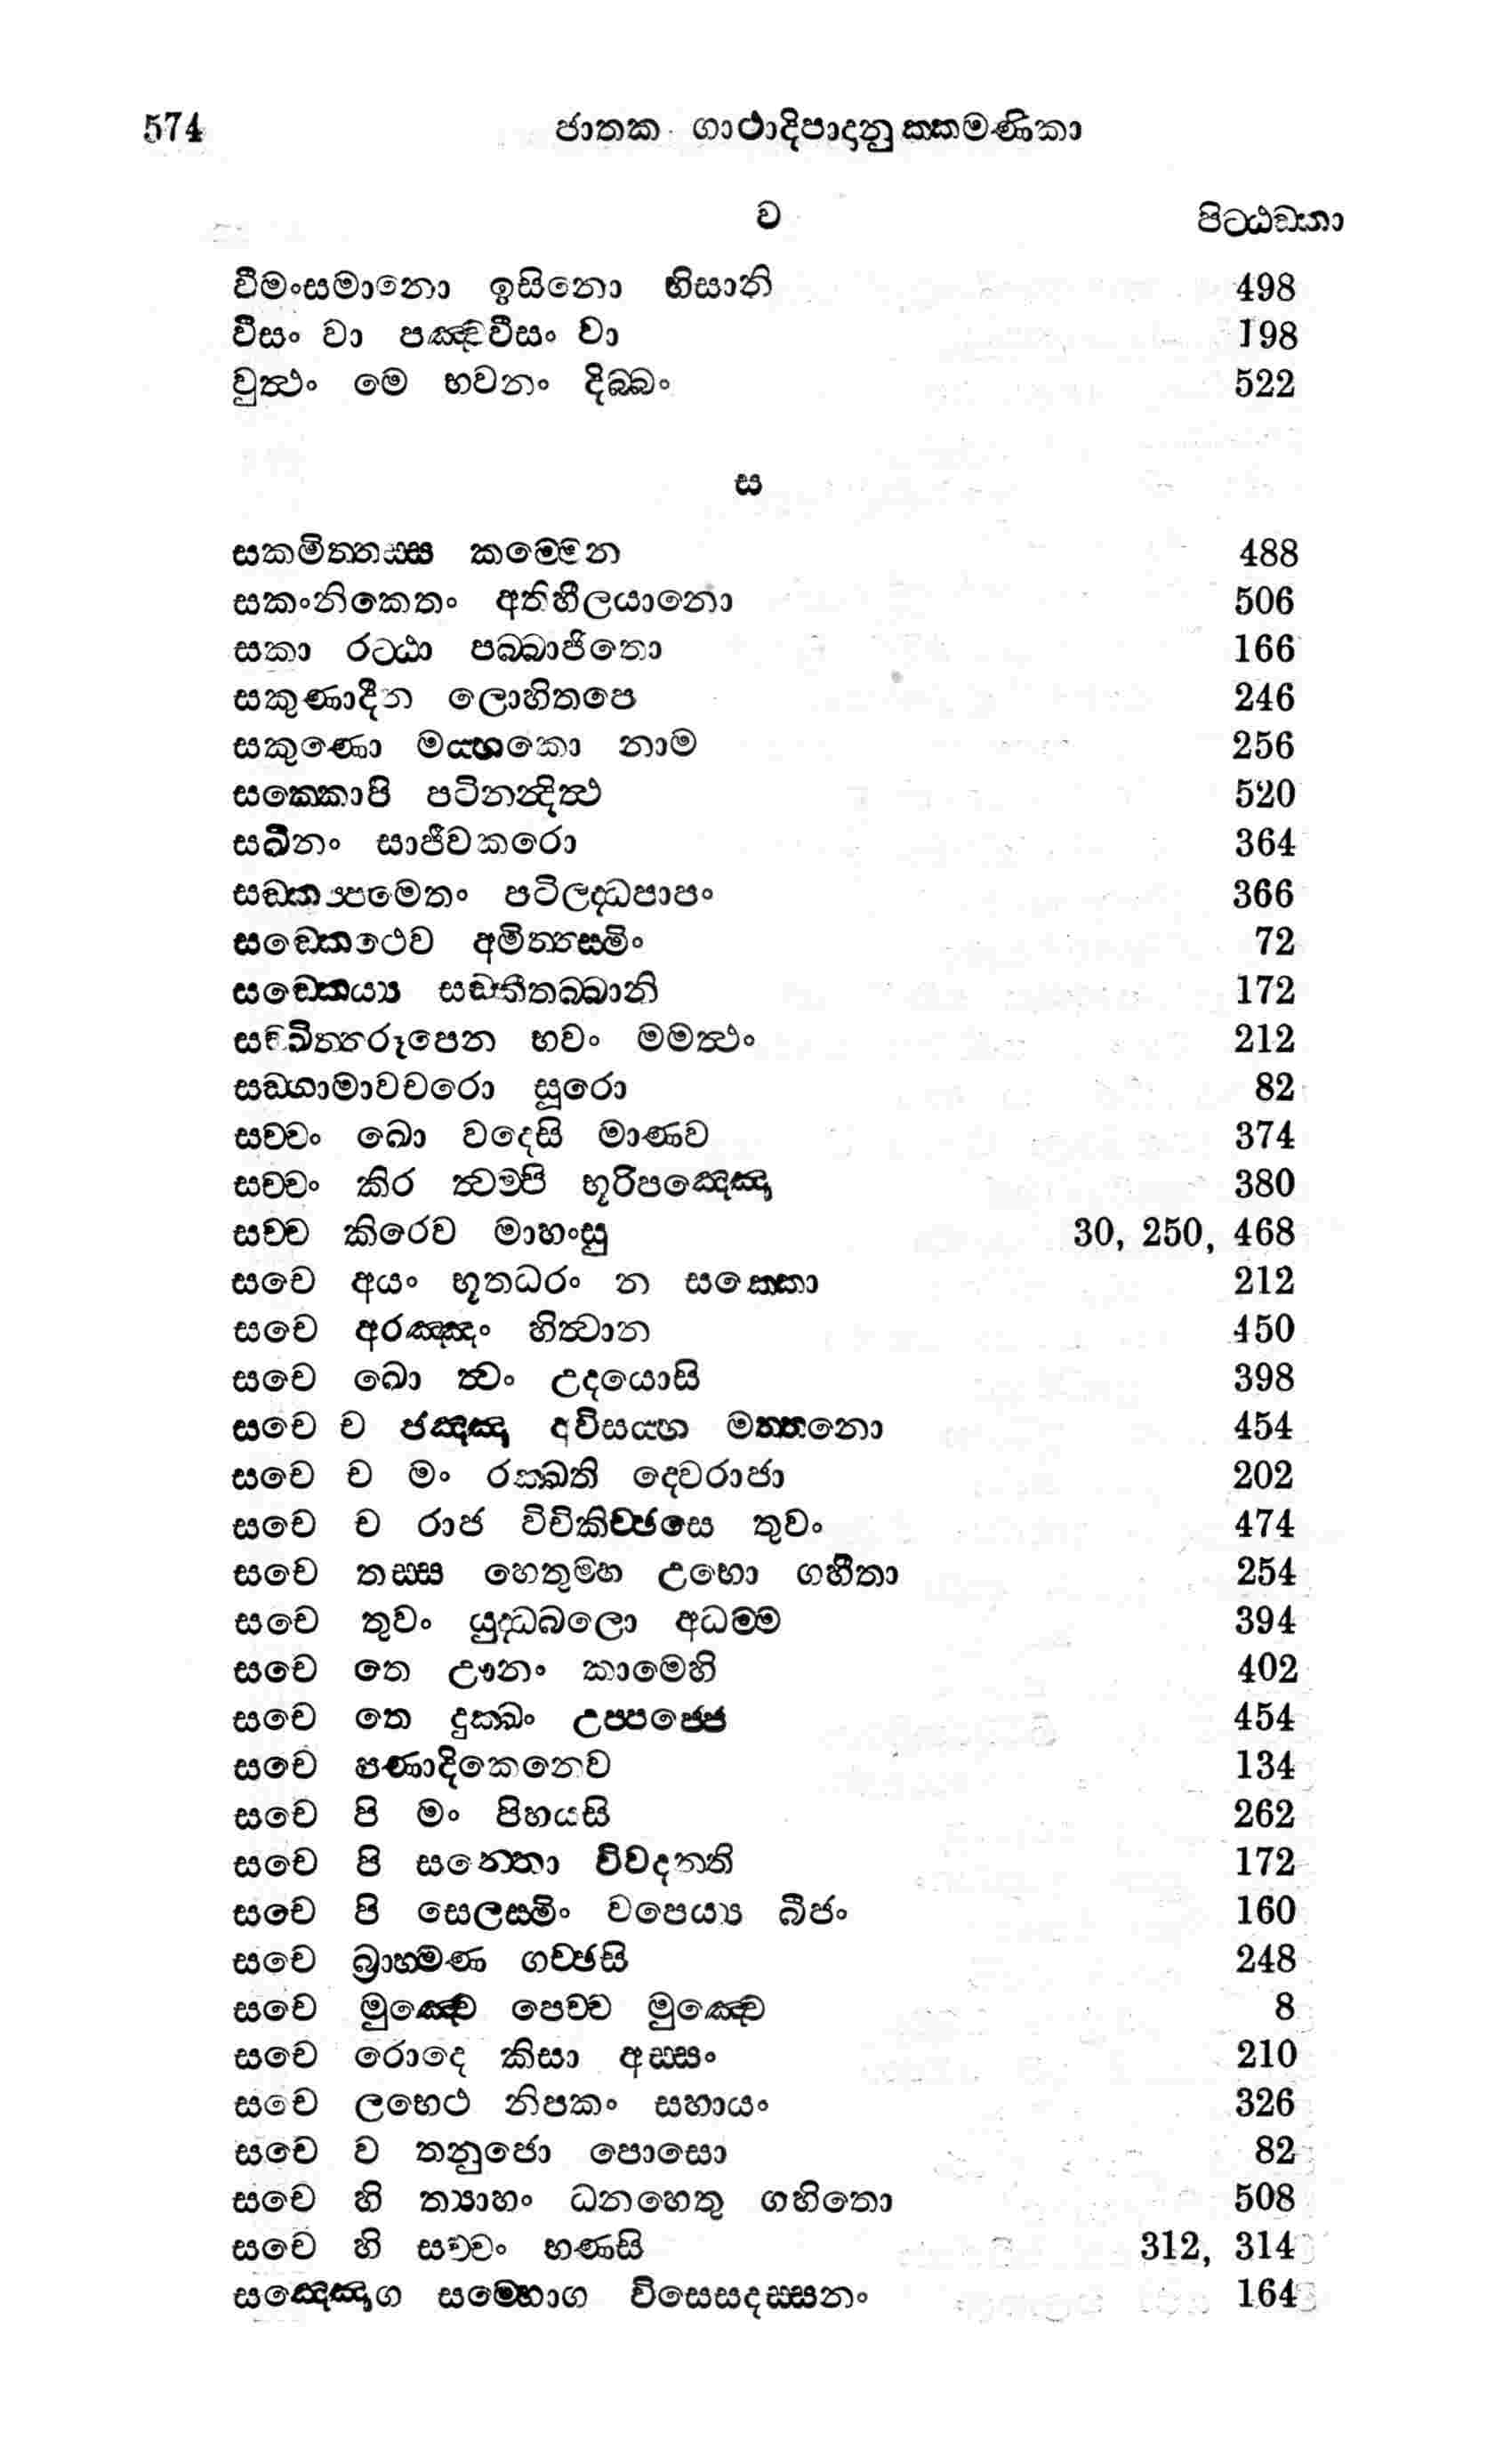 574 ජාතක ගාථාදිපාදානුක්කමණිකා
ව පිට්ඨඞ්කා
වීමංසමානො ඉසිනො භිසානි 498
වීසං වා පඤ්චවීසං වා 198
වුත්ථං මෙ භවනං දිබ්බං 522
ස
සකමිත්තස්ස කම්මෙන 488
සකංනිකෙතං අතිහීලයානො 506
සකා රට්ඨා පබ්බාජිතො 166
සකුණාදීන ලොහිතපෙ 246
සකුණො මය්හකො නාම 256
සක්කොපි පටිනන්දිත්ථ 520
සඛීනං සාජීවකරො 364
සඞ්කප්පමෙතං පටිලද්ධපාපං 366
සඞ්කෙථෙව අමිත්තස්මිං 72
සඞ්කෙය්‍ය සඞ්කිතබ්බානි 172
සඞ්ඛිත්තරූපෙන භවං මමත්ථං 212
සඞ්ගාමාවචරො සූරො 82
සච්චං ඛො වදෙසි මාණව 374
සච්චං කිර ත්වම්පි භූරිපඤ්ඤෙ 380
සච්ච කිරෙව මාහංසු 30, 250, 468
සචෙ අයං භූතධරං න සක්කො 212
සචෙ අරඤ්ඤං හිත්වාන 450
සචෙ ඛො ත්වං උදයොසි 398
සචෙ ච ජඤ්ඤ අවිසය්හ මත්තනො 454
සචෙ ච මං රක්ඛති දෙවරාජා 202
සචෙ ච රාජ විචිකිච්ඡසෙ තුවං 474
සචෙ තස්ස හෙතුම්හ උභො ගහීතා 254
සචෙ තුවං යුද්ධබලො අධම්ම 394
සචෙ තෙ ඌනං කාමෙහි 402
සචෙ තෙ දුක්ඛං උප්පජ්ජෙ 454
සචෙ පණාදිකෙනෙව 134
සචෙ පි මං පිහයසි 262
සචෙ පි සන්තො විවදන්ති 172
සචෙ පි සෙලස්මිං වපෙය්‍ය බීජං 160
සචෙ බ්‍රාහ්මණ ගච්ඡසි 248
සචෙ මුඤ්චෙ පෙච්ච මුඤ්චෙ 8
සචෙ රොදෙ කිසා අස්සං 210
සචෙ ලභෙථ නිපකං සහායං 326
සචෙ ව තනුජො පොසො 82
සචෙ හි ත්‍යාහං ධනහෙතු ගහිතො 508
සචෙ හි සච්චං භණසි 312, 314
සඤ්ඤොග සම්භොග විසෙසදස්සනං 164